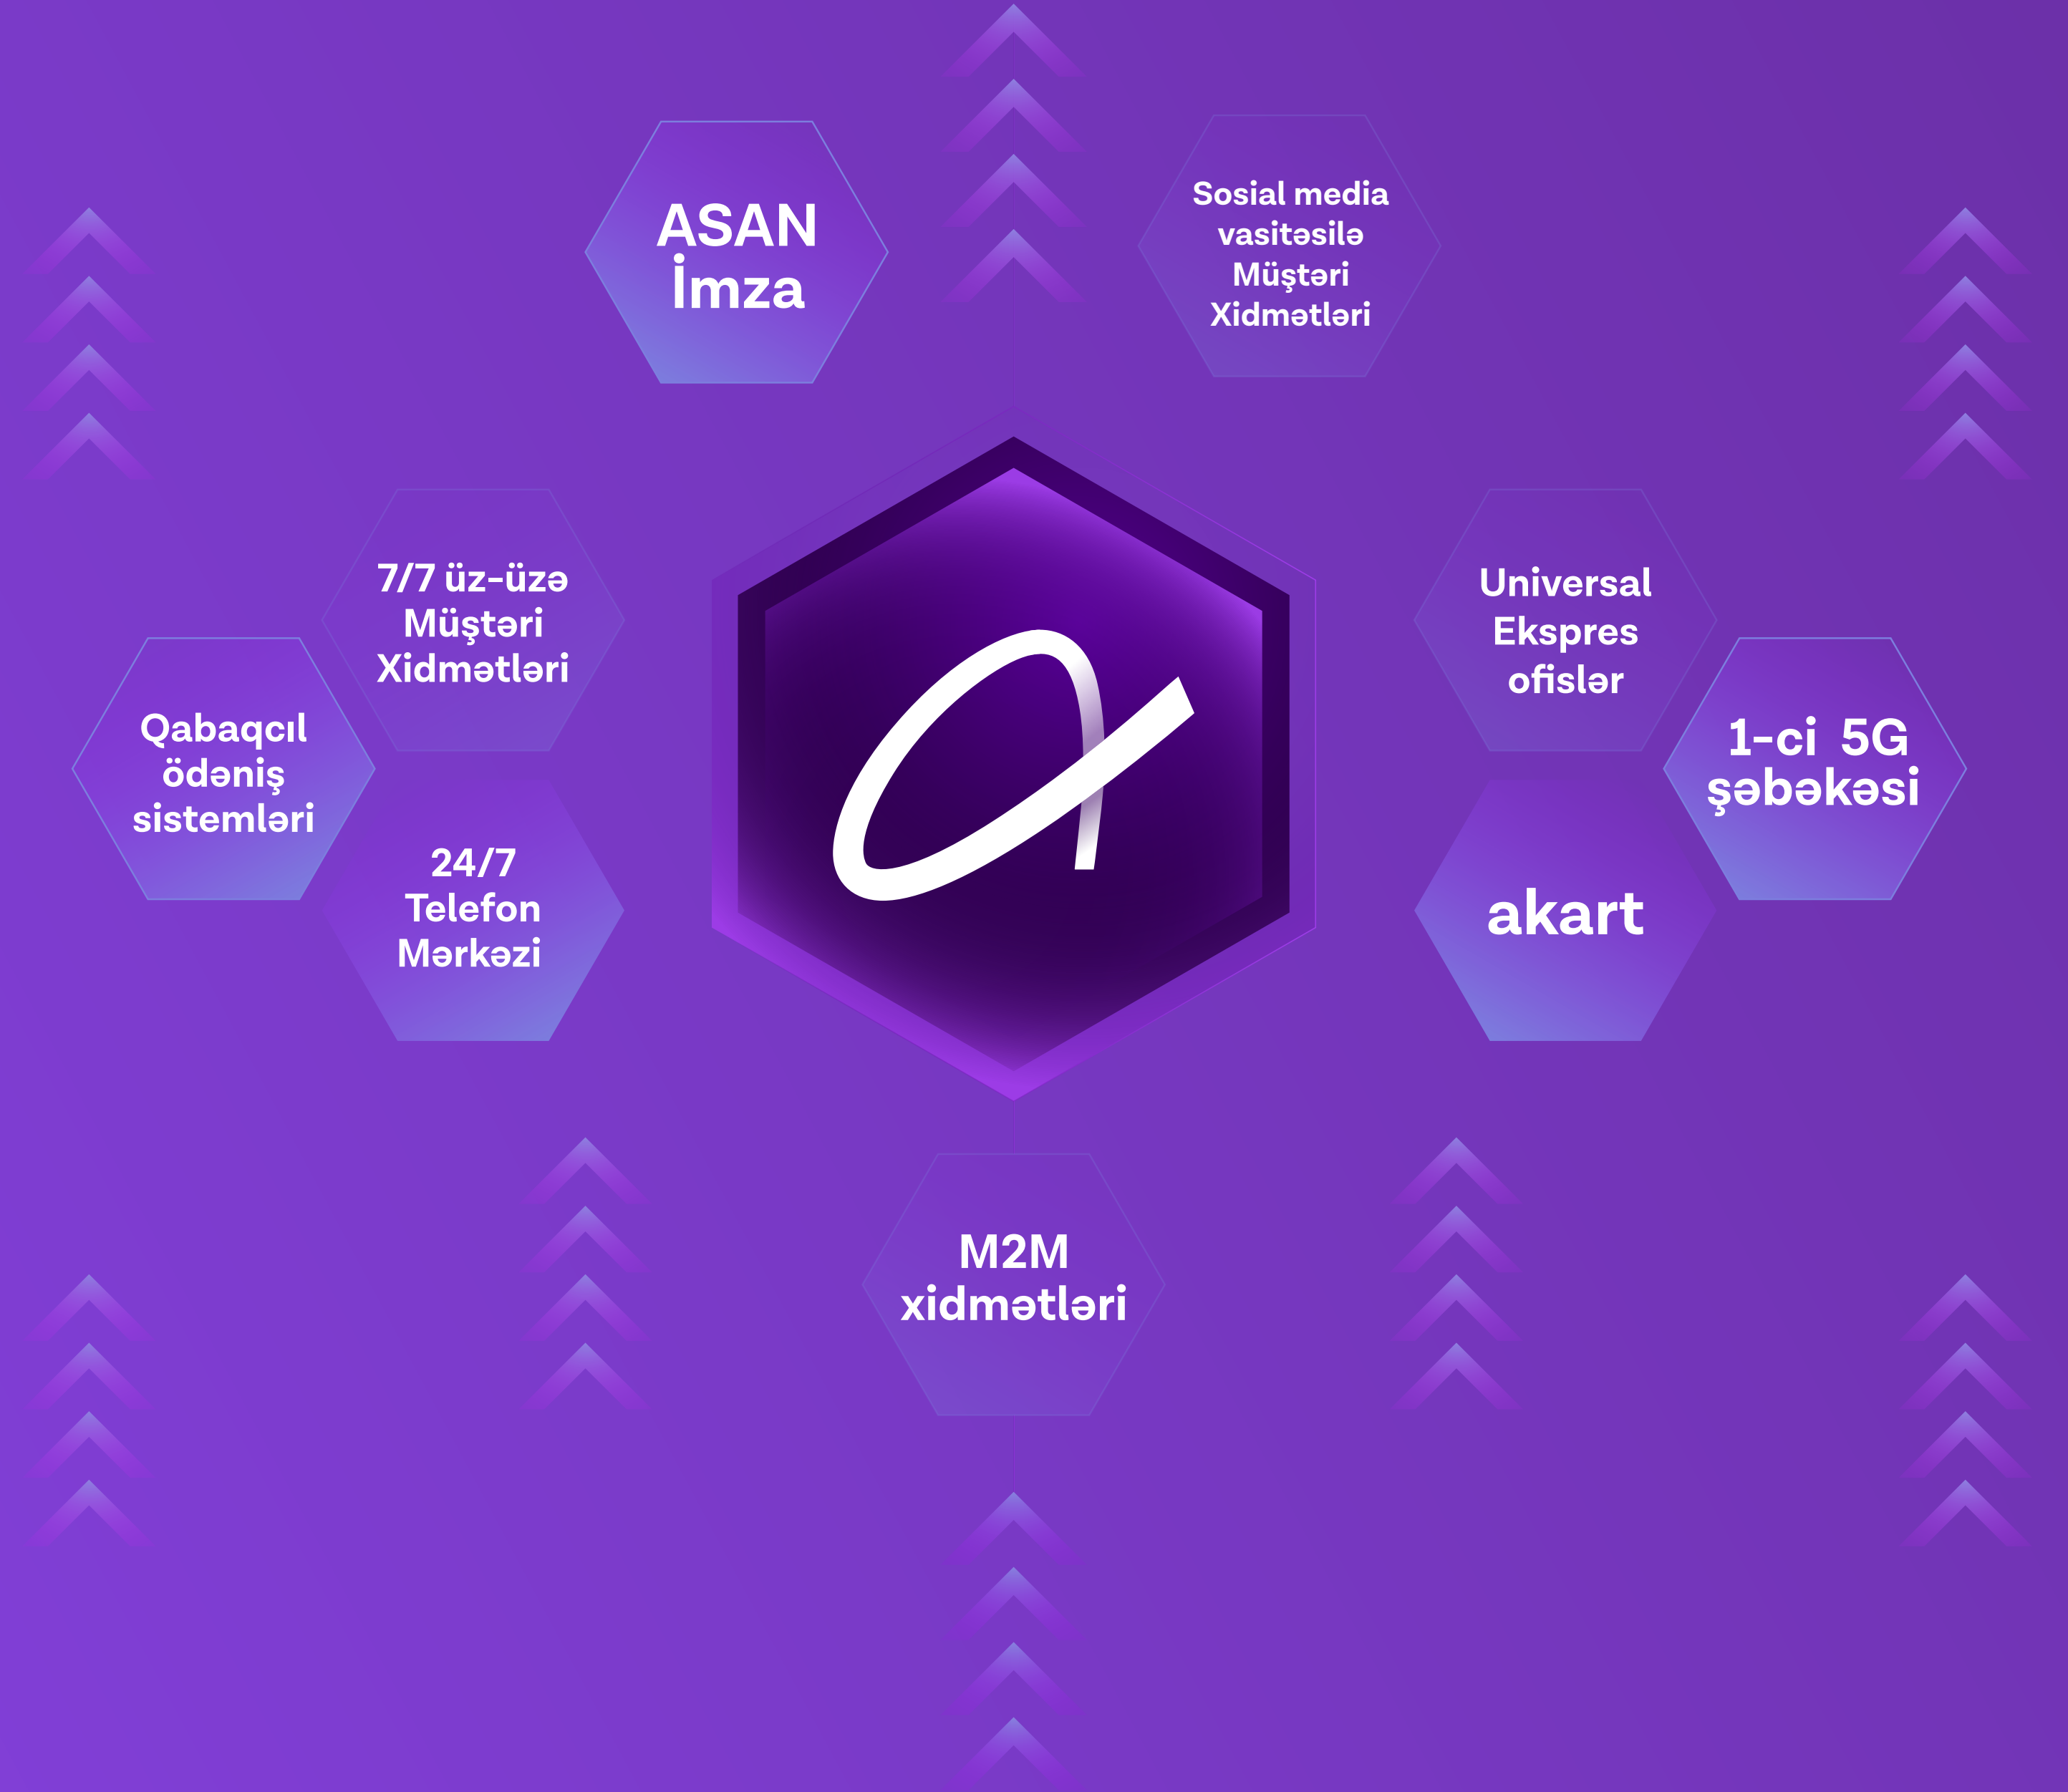 ASAN
İmza
Sosial media
vasitəsilə
Müştəri
Xidmətləri
7/7 üz-üzə
Müştəri
Xidmətləri
Universal
Ekspres
ofislər
Qabaqcıl
ödəniş
sistemləri
1-ci 5G
şəbəkəsi
24/7
Telefon
Mərkəzi
akart
M2M
xidmətləri